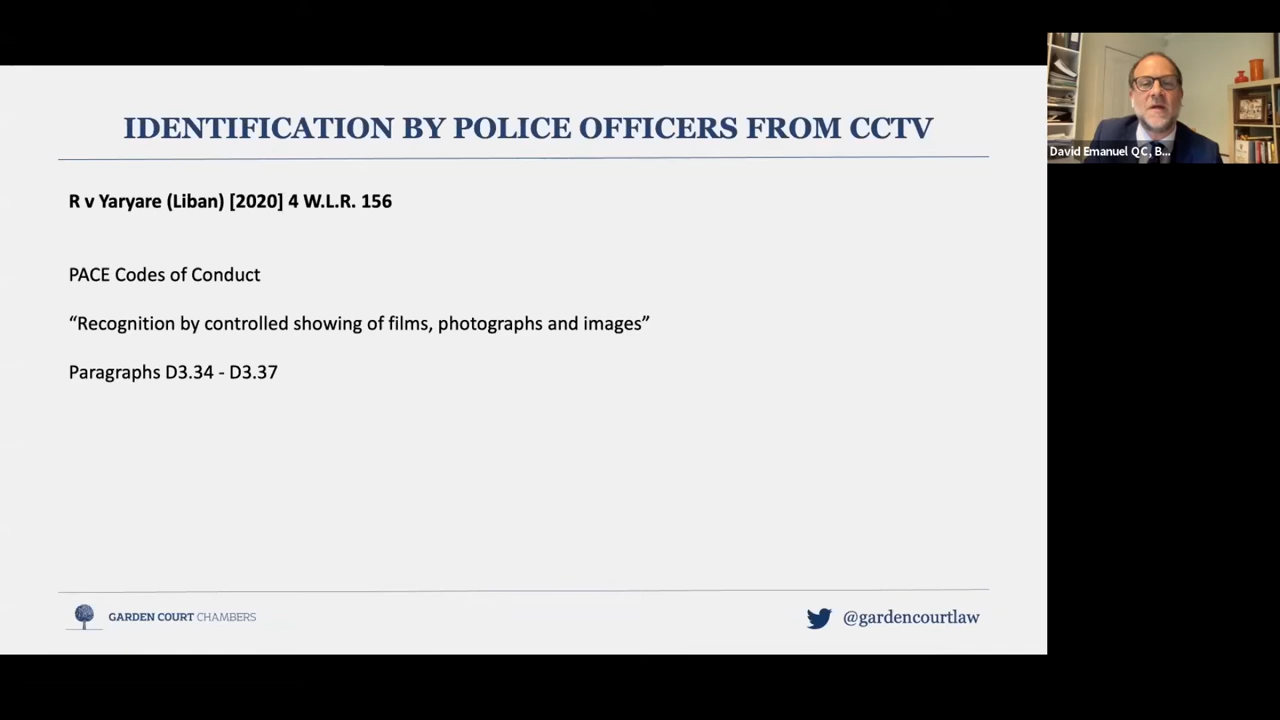 IDENTIFICATION BY POLICE OFFICERS FROM CCTV
R v Yaryare (Liban) [2020] 4 W.L.R. 156
PACE Codes of Conduct
“Recognition by controlled showing of films, photographs and images”
Paragraphs D3.34 - D3.37
GARDEN COURT CHAMBERS
@gardencourtlaw
David Emanuel QC, B...